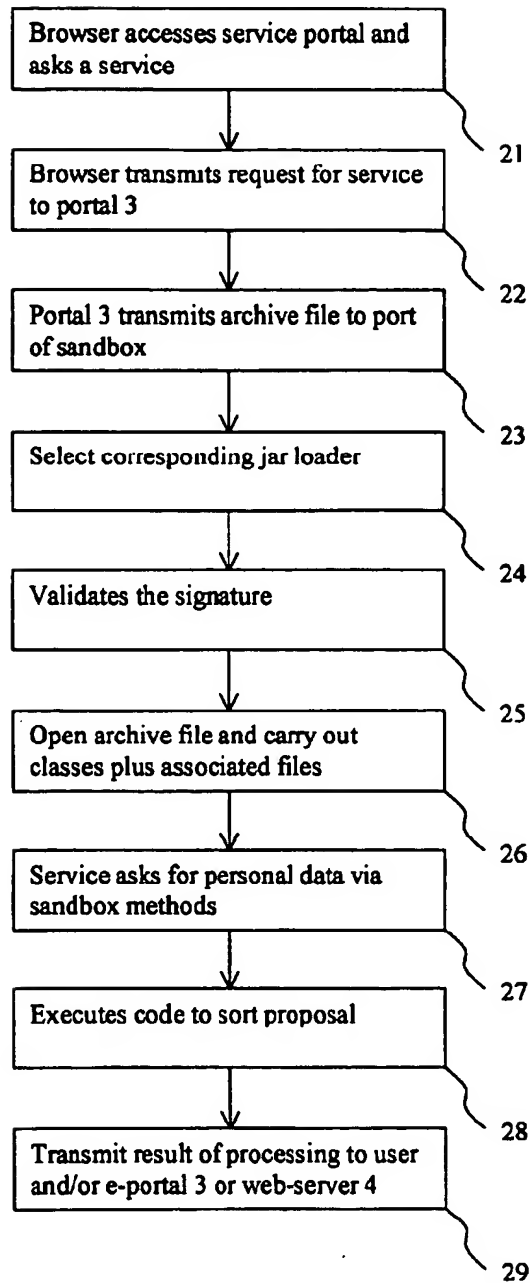 Browser accesses service portal and
asks a service
21
Browser transmits request for service
to portal 3
22
Portal 3 transmits archive file to port
of sandbox
23
Select corresponding jar loader
24
Validates the signature
25
Open archive file and carry out
classes plus associated files
26
Service asks for personal data via
sandbox methods
27
Executes code to sort proposal
28
Transmit result of processing to user
and/or e-portal 3 or web-server 4
29